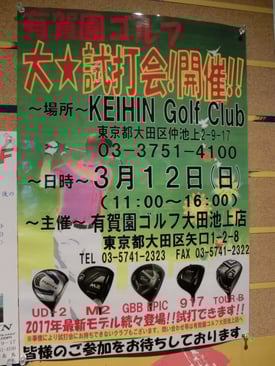 有賀園ゴルフ
大★試打会!開催!!
～場所～KEIHIN Golf Club
東京都大田区仲池上2-9-17
03-3751-4100
～日時～3月12日(日)
(11:00～16:00)
～主催～有賀園ゴルフ大田池上店
東京都大田区矢口1-2-8
TEL 03-5741-2323 FAX 03-5741-2322
UD+2 M2 GBB EPIC 917 TOUR B
2017年最新モデル続々登場!!試打できます!!
皆様のご参加をお待ちしております